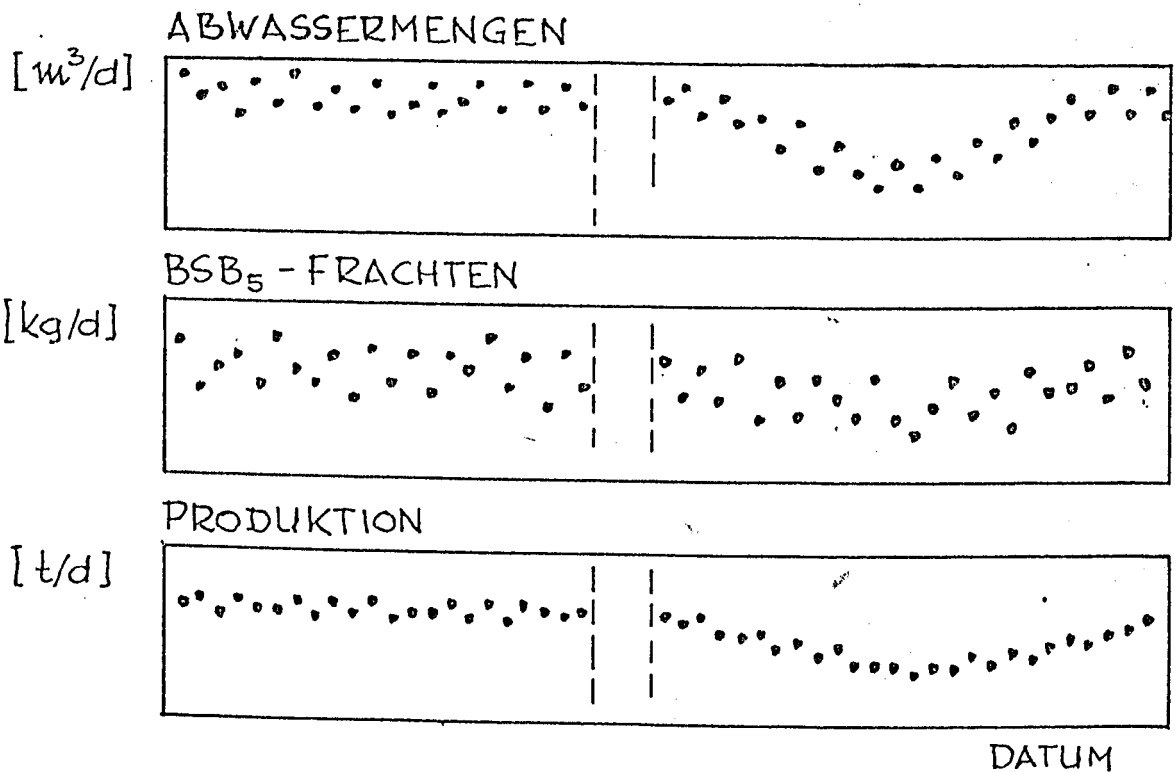 ABWASSERMENGEN
[m³/d]
BSB₅ - FRACHTEN
[kg/d]
PRODUKTION
[t/d]
DATUM